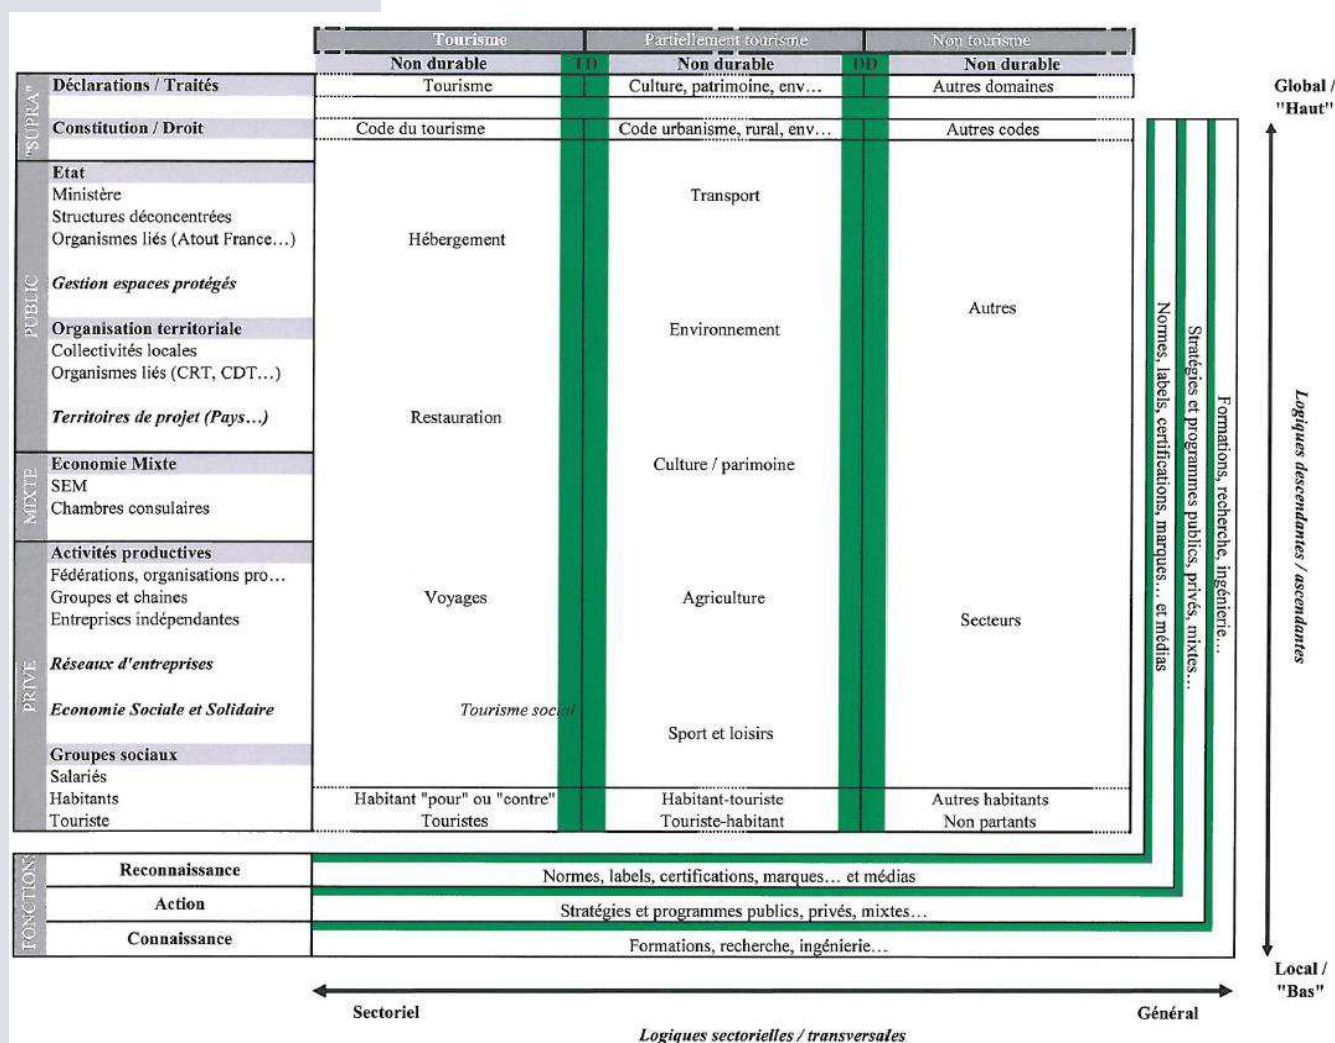 Tourisme Partiellement tourisme Non tourisme
Non durable TD Non durable DD Non durable
"SUPRA"
Déclarations / Traités Tourisme Culture, patrimoine, env… Autres domaines
Constitution / Droit Code du tourisme Code urbanisme, rural, env… Autres codes
PUBLIC
Etat
Ministère Transport
Structures déconcentrées
Organismes liés (Atout France…) Hébergement
Gestion espaces protégés
Autres
Organisation territoriale Environnement
Collectivités locales
Organismes liés (CRT, CDT…)
Territoires de projet (Pays…) Restauration
MIXTE
Economie Mixte Culture / parimoine
SEM
Chambres consulaires
PRIVE
Activités productives
Fédérations, organisations pro…
Groupes et chaines Voyages Agriculture
Entreprises indépendantes Secteurs
Réseaux d'entreprises
Economie Sociale et Solidaire Tourisme social
Sport et loisirs
Groupes sociaux
Salariés
Habitants Habitant "pour" ou "contre" Habitant-touriste Autres habitants
Touriste Touristes Touriste-habitant Non partants
FONCTION
Reconnaissance Normes, labels, certifications, marques… et médias
Action Stratégies et programmes publics, privés, mixtes…
Connaissance Formations, recherche, ingénierie…
Normes, labels, certifications, marques… et médias
Stratégies et programmes publics, privés, mixtes…
Formations, recherche, ingénierie…
Global /
"Haut"
Logiques descendantes / ascendantes
Local /
"Bas"
Sectoriel Général
Logiques sectorielles / transversales